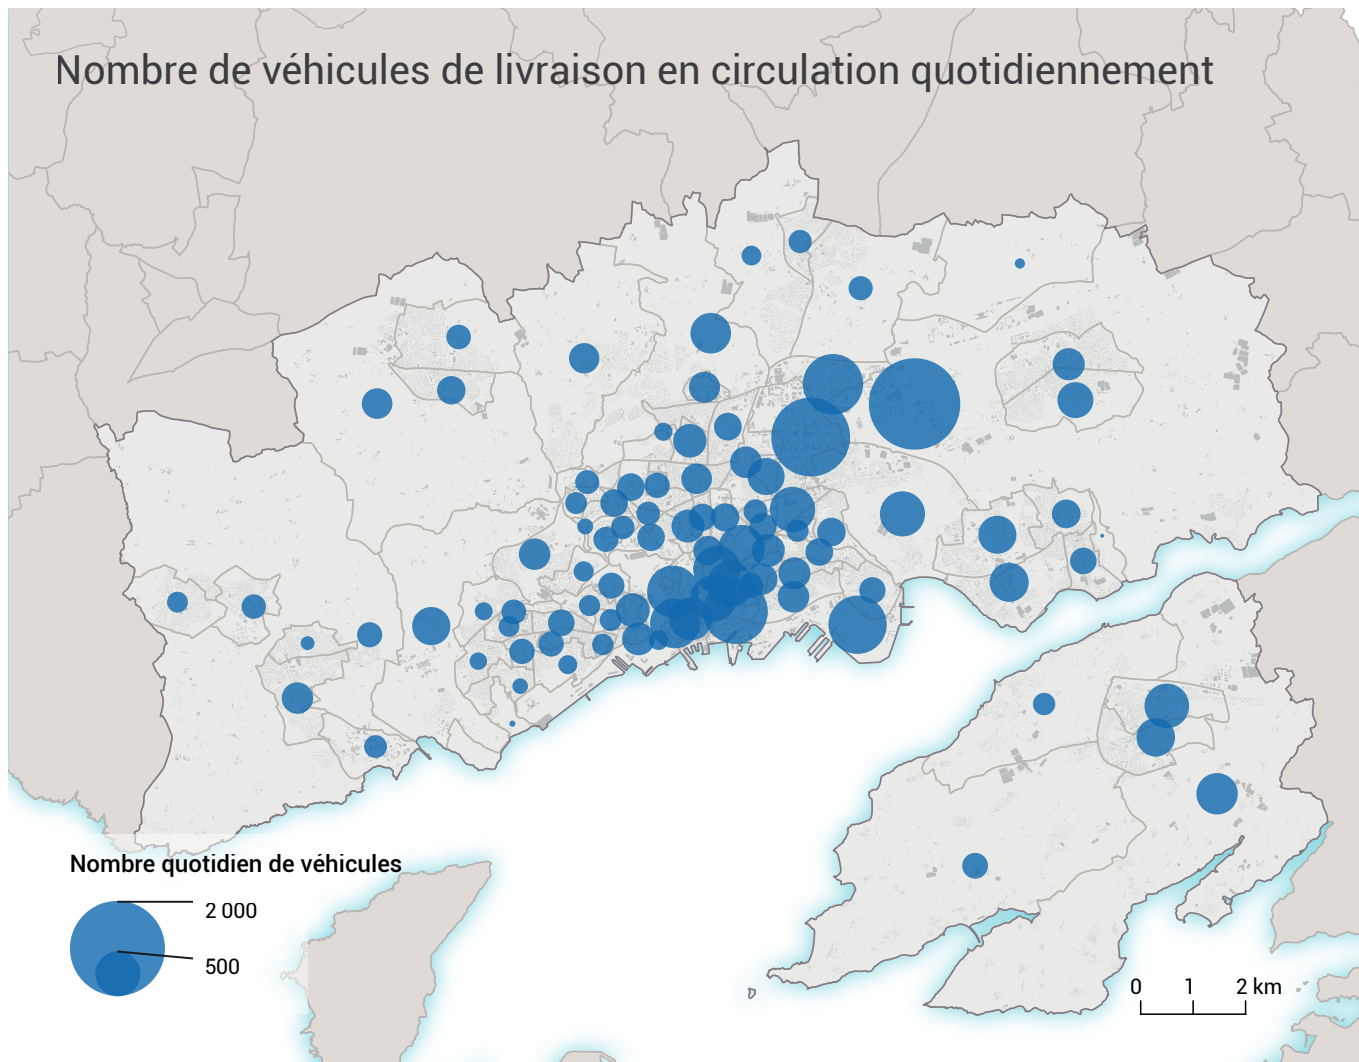 Nombre de véhicules de livraison en circulation quotidiennement
Nombre quotidien de véhicules
2 000
500
0 1 2 km